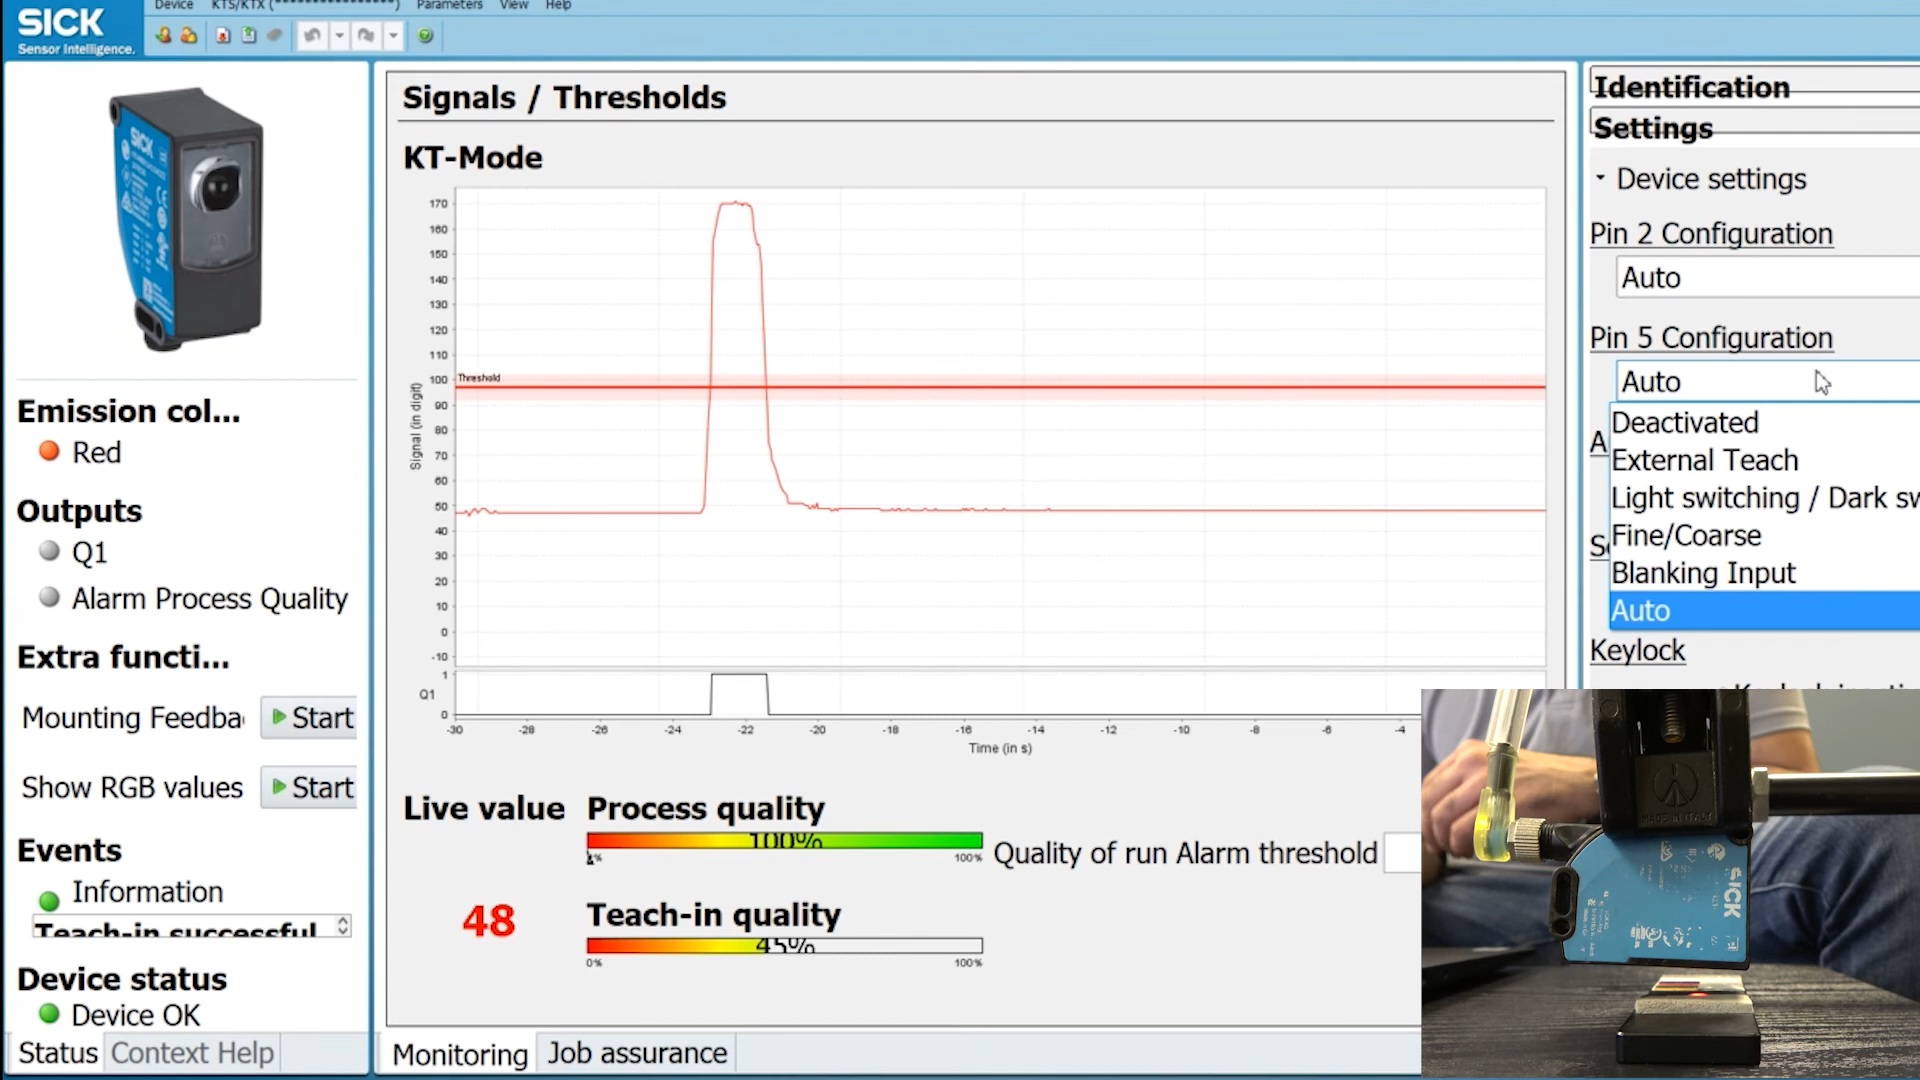 SICK
Sensor Intelligence.
Device KTS/KTX (****************) Parameters View Help
SICK
Emission col...
Red
Outputs
Q1
Alarm Process Quality
Extra functi...
Mounting Feedba Start
Show RGB values Start
Events
Information
Teach-in successful
Device status
Device OK
Status Context Help
Signals / Thresholds
KT-Mode
Signal (in digit)
170
160
150
140
130
120
110
100
90
80
70
60
50
40
30
20
10
0
-10
Threshold
Q1
1
0
-30 -28 -26 -24 -22 -20 -18 -16 -14 -12 -10 -8 -6 -4
Time (in s)
Live value
48
Process quality
100%
% 100%
Quality of run Alarm threshold
Teach-in quality
45%
0% 100%
Monitoring Job assurance
Identification
Settings
Device settings
Pin 2 Configuration
Auto
Pin 5 Configuration
Auto
Deactivated
External Teach
Light switching / Dark sw
Fine/Coarse
Blanking Input
Auto
Keylock
MADE IN ITALY
SICK